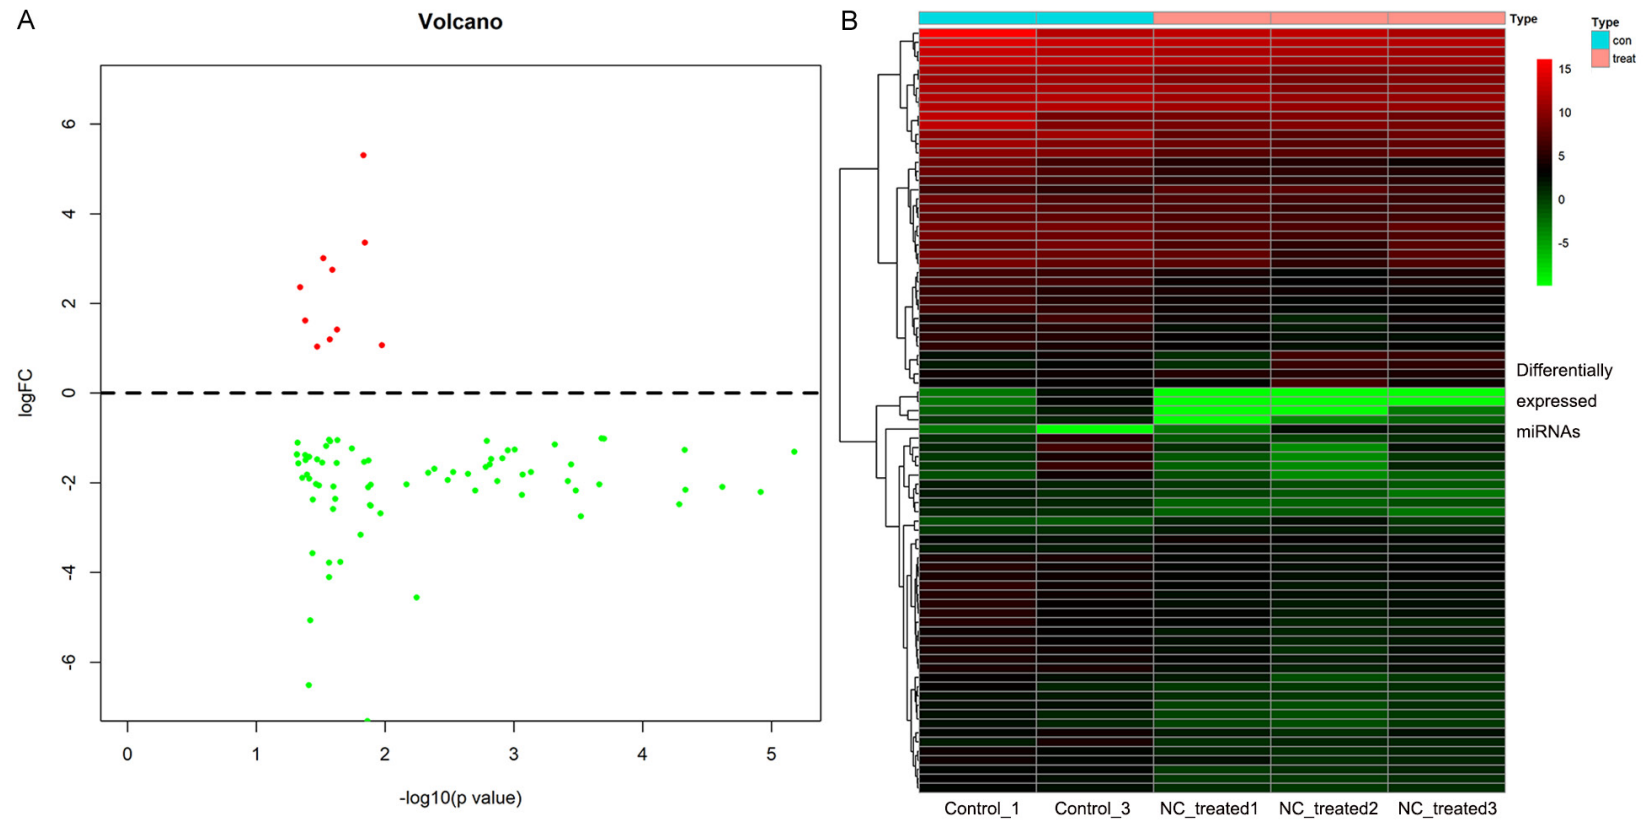 A
Volcano
6
4
2
0
-2
-4
-6
logFC
0 1 2 3 4 5
-log10(p value)
B
Type
Type
con
treat
15
10
5
0
-5
Differentially
expressed
miRNAs
Control_1 Control_3 NC_treated1 NC_treated2 NC_treated3